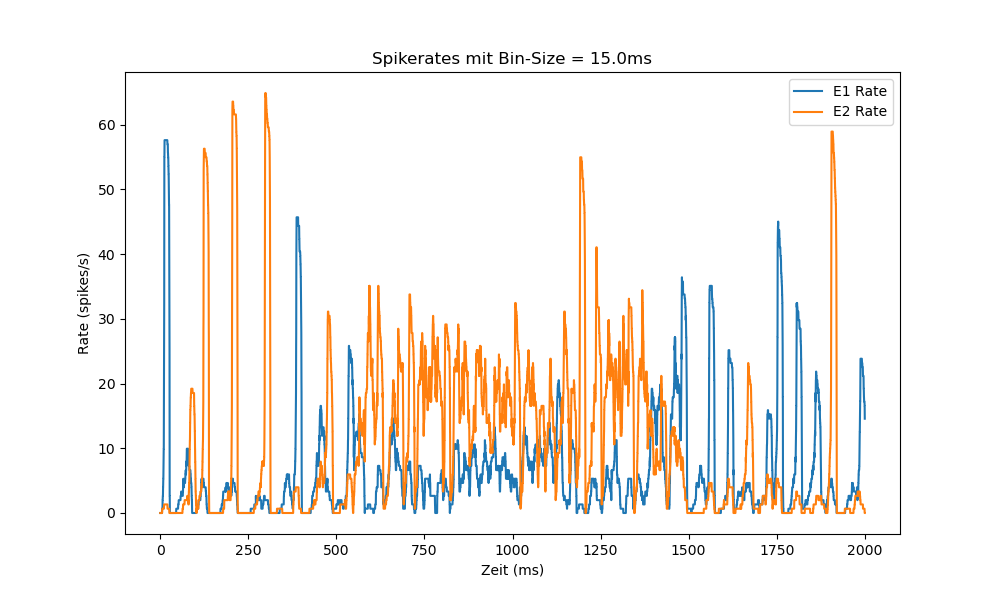 Spikerates mit Bin-Size = 15.0ms
E1 Rate
E2 Rate
Rate (spikes/s)
60
50
40
30
20
10
0
0 250 500 750 1000 1250 1500 1750 2000
Zeit (ms)